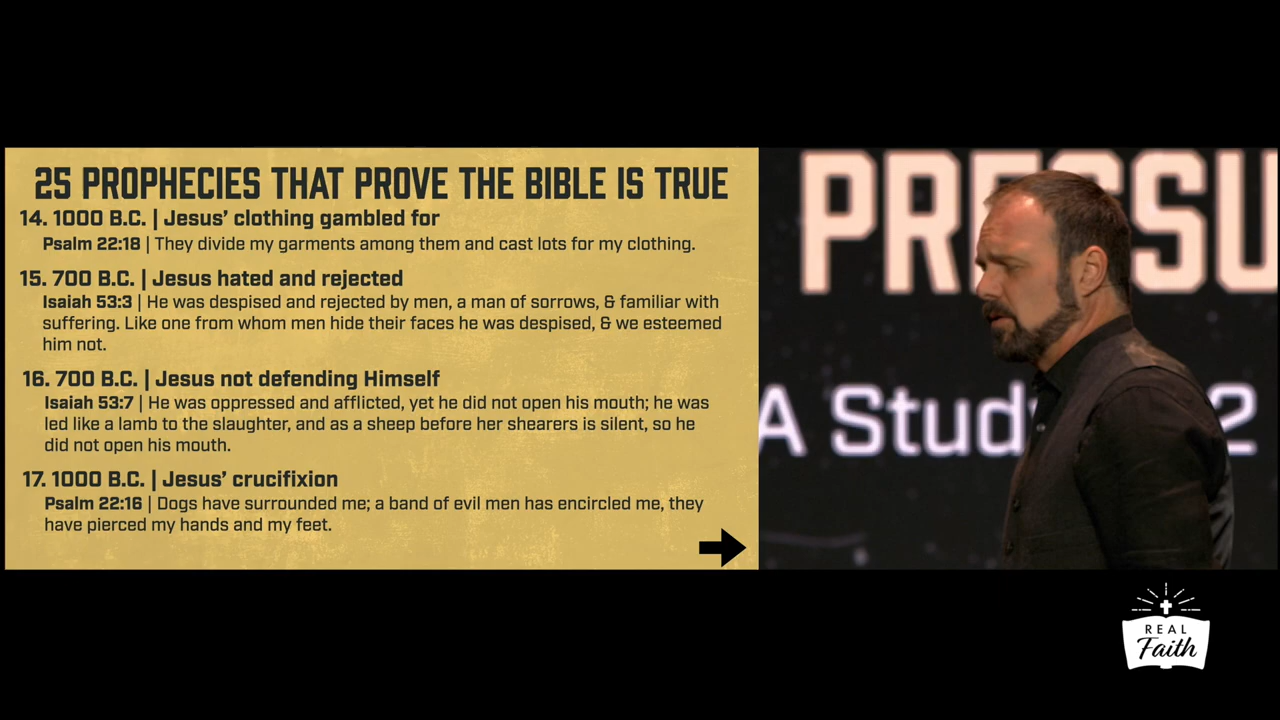 25 PROPHECIES THAT PROVE THE BIBLE IS TRUE
14. 1000 B.C. | Jesus’ clothing gambled for
Psalm 22:18 | They divide my garments among them and cast lots for my clothing.
15. 700 B.C. | Jesus hated and rejected
Isaiah 53:3 | He was despised and rejected by men, a man of sorrows, & familiar with
suffering. Like one from whom men hide their faces he was despised, & we esteemed
him not.
16. 700 B.C. | Jesus not defending Himself
Isaiah 53:7 | He was oppressed and afflicted, yet he did not open his mouth; he was
led like a lamb to the slaughter, and as a sheep before her shearers is silent, so he
did not open his mouth.
17. 1000 B.C. | Jesus’ crucifixion
Psalm 22:16 | Dogs have surrounded me; a band of evil men has encircled me, they
have pierced my hands and my feet.
A Study 2
REAL
Faith